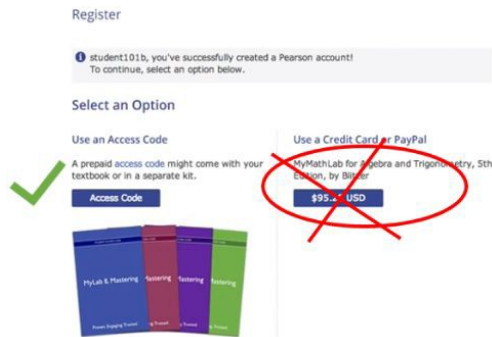 Register
student101b, you've successfully created a Pearson account!
To continue, select an option below.
Select an Option
Use an Access Code
A prepaid access code might come with your
textbook or in a separate kit.
Access Code
Use a Credit Card or PayPal
MyMathLab for Algebra and Trigonometry, 5th
Edition, by Blitzer
USD
MyLab & Mastering
Mastering
Mastering
Mastering